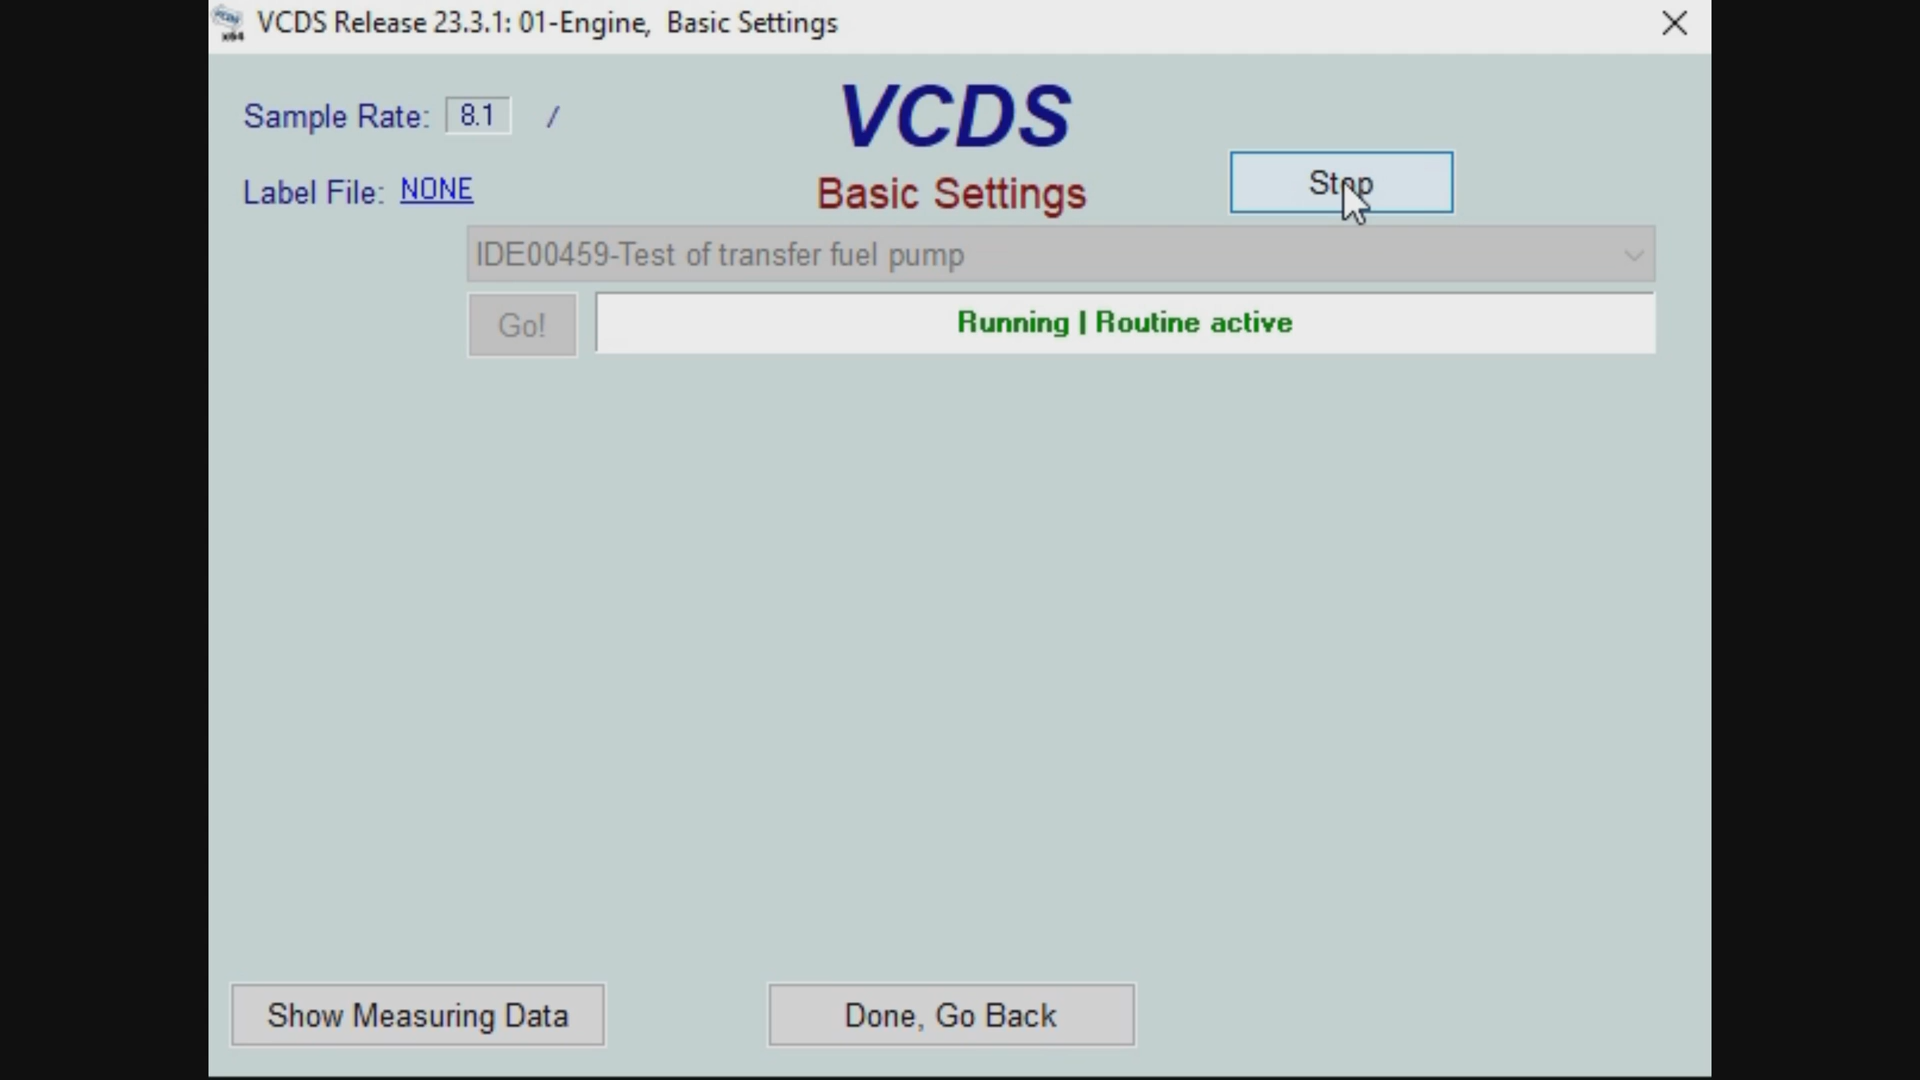 VCDS Release 23.3.1: 01-Engine, Basic Settings
Sample Rate: 8.1 /
VCDS
Label File: NONE
Basic Settings
Stop
IDE00459-Test of transfer fuel pump
Go!
Running | Routine active
Show Measuring Data
Done, Go Back